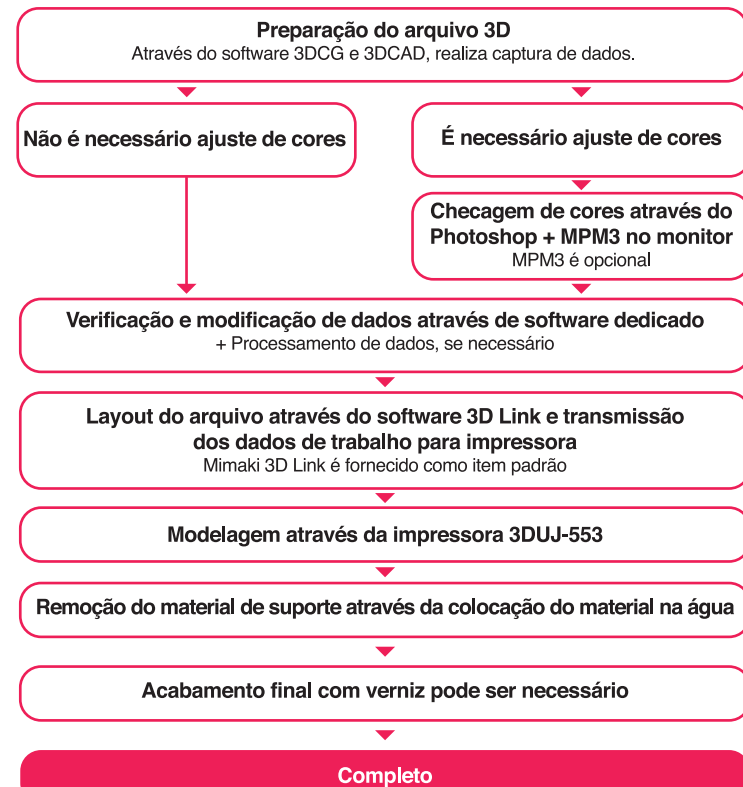 Preparação do arquivo 3D
Através do software 3DCG e 3DCAD, realiza captura de dados.
Não é necessário ajuste de cores
É necessário ajuste de cores
Checagem de cores através do
Photoshop + MPM3 no monitor
MPM3 é opcional
Verificação e modificação de dados através de software dedicado
+ Processamento de dados, se necessário
Layout do arquivo através do software 3D Link e transmissão
dos dados de trabalho para impressora
Mimaki 3D Link é fornecido como item padrão
Modelagem através da impressora 3DUJ-553
Remoção do material de suporte através da colocação do material na água
Acabamento final com verniz pode ser necessário
Completo